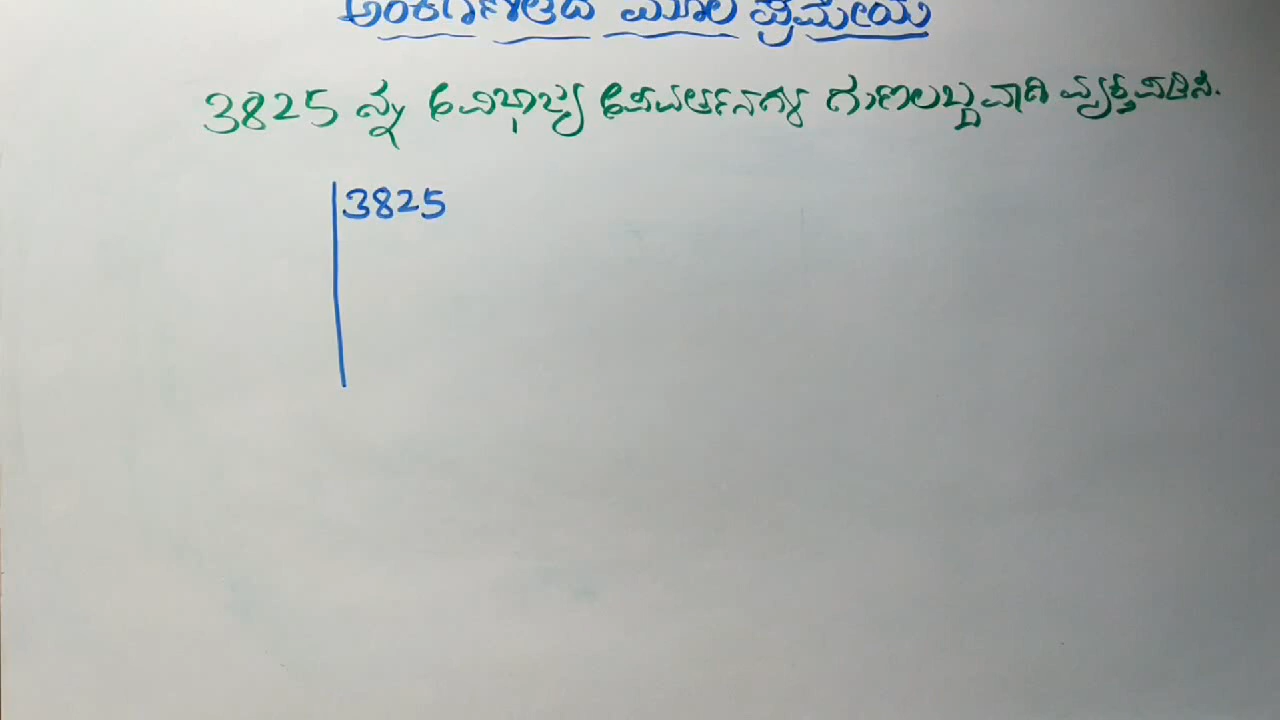 ಅಂಕಗಣಿತದ ಮೂಲ ಪ್ರಮೇಯ
3825 ನ್ನು ಅವಿಭಾಜ್ಯ ಅಪವರ್ತನಗಳ ಗುಣಲಬ್ಧವಾಗಿ ವ್ಯಕ್ತಪಡಿಸಿ.
3825